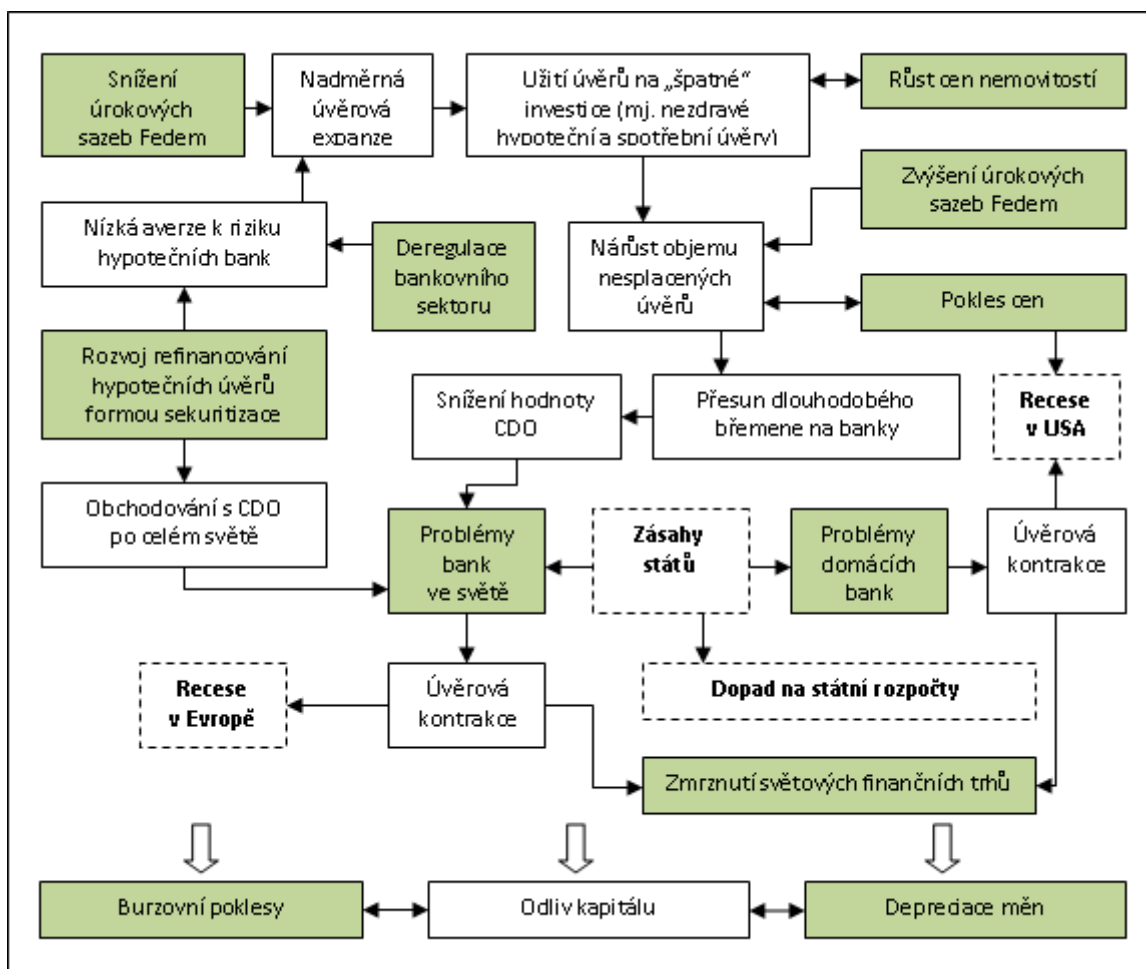 Snížení
úrokových
sazeb Fedem
Nadměrná
úvěrová
expanze
Užití úvěrů na „špatné“
investice (mj. nezdravé
hypoteční a spotřební úvěry)
Růst cen nemovitostí
Zvýšení úrokových
sazeb Fedem
Nízká averze k riziku
hypotečních bank
Deregulace
bankovního
sektoru
Nárůst objemu
nesplacených
úvěrů
Pokles cen
Rozvoj refinancování
hypotečních úvěrů
formou sekuritizace
Snížení hodnoty
CDO
Přesun dlouhodobého
břemene na banky
Recese
v USA
Obchodování s CDO
po celém světě
Problémy
bank
ve světě
Zásahy
států
Problémy
domácích
bank
Úvěrová
kontrakce
Recese
v Evropě
Úvěrová
kontrakce
Dopad na státní rozpočty
Zmrznutí světových finančních trhů
Burzovní poklesy
Odliv kapitálu
Depreciace měn